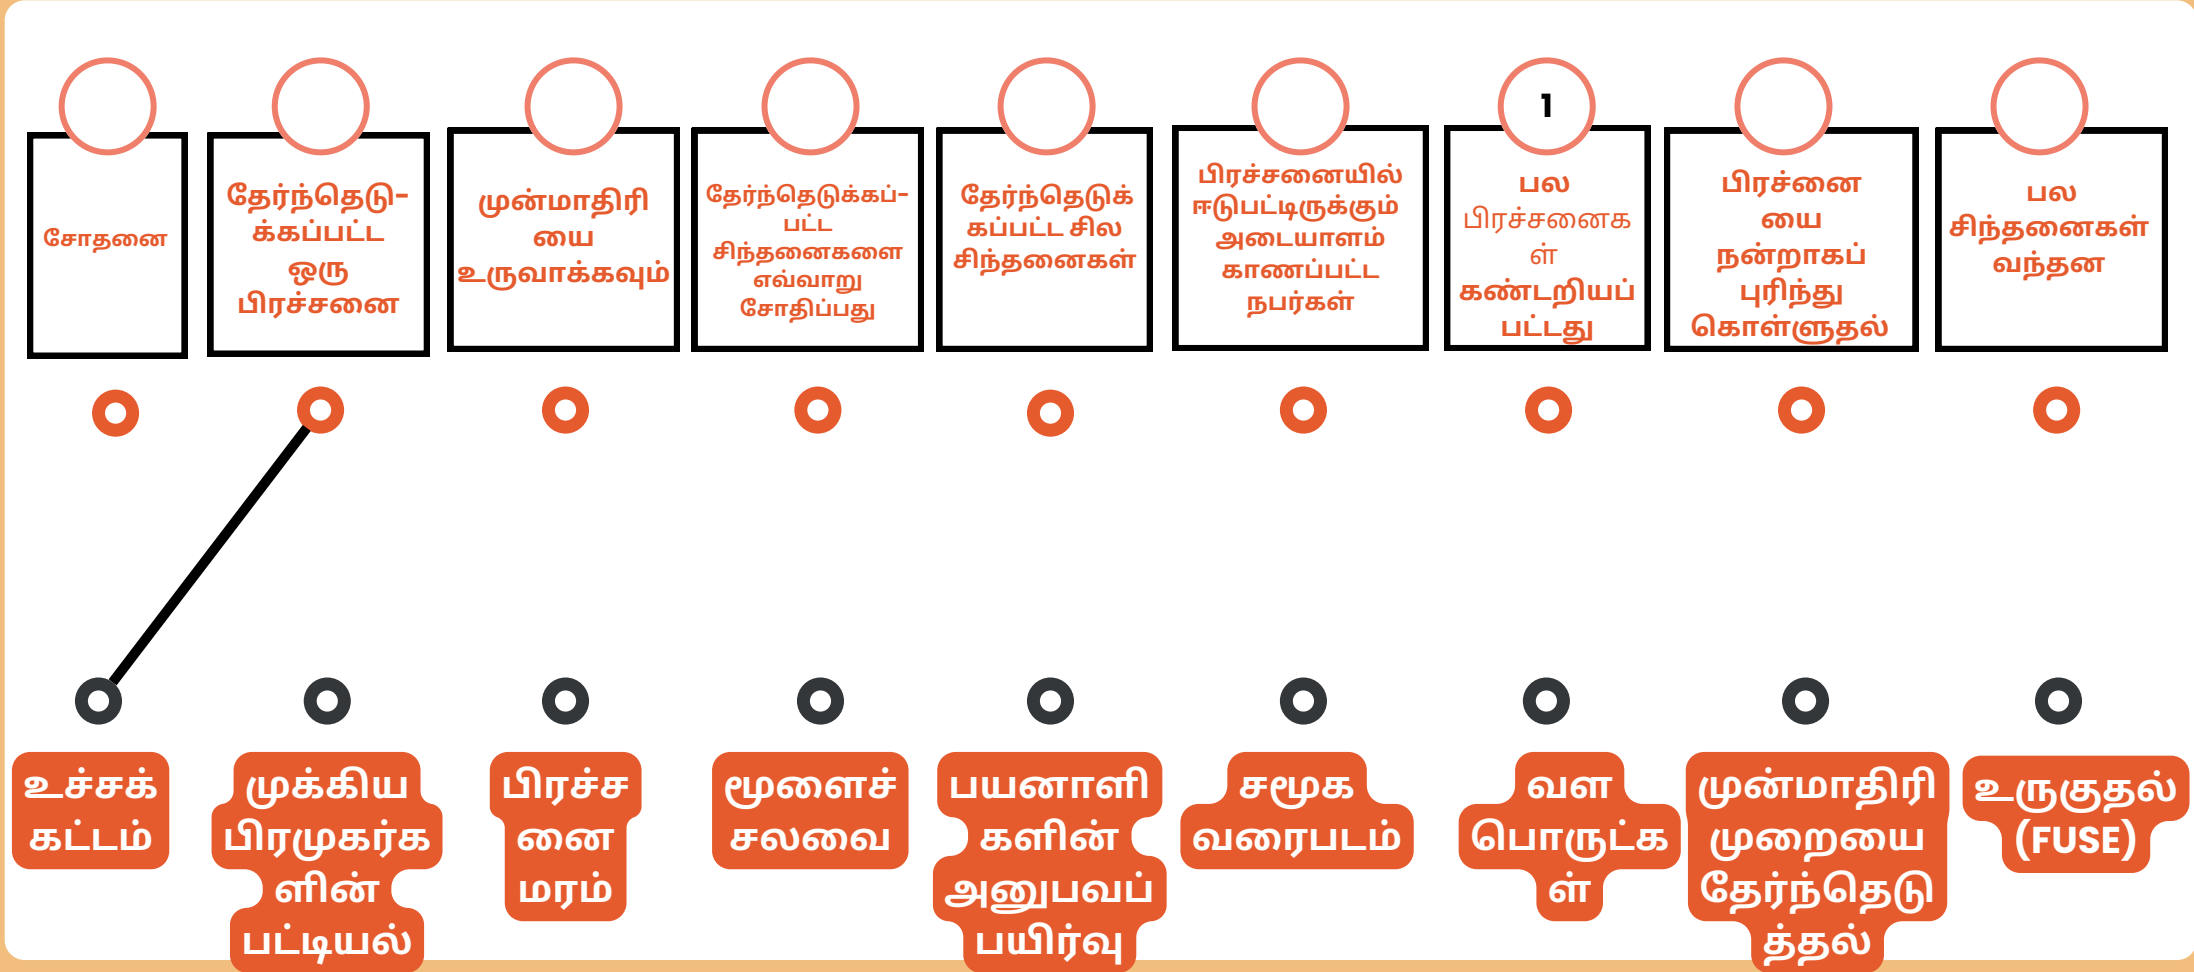 சோதனை
தேர்ந்தெடு-
க்கப்பட்ட
ஒரு
பிரச்சனை
முன்மாதிரி
யை
உருவாக்கவும்
தேர்ந்தெடுக்கப்-
பட்ட
சிந்தனைகளை
எவ்வாறு
சோதிப்பது
தேர்ந்தெடுக்
கப்பட்ட சில
சிந்தனைகள்
பிரச்சனையில்
ஈடுபட்டிருக்கும்
அடையாளம்
காணப்பட்ட
நபர்கள்
1
பல
பிரச்சனைக
ள்
கண்டறியப்
பட்டது
பிரச்னை
யை
நன்றாகப்
புரிந்து
கொள்ளுதல்
பல
சிந்தனைகள்
வந்தன
உச்சக்
கட்டம்
முக்கிய
பிரமுகர்க
ளின்
பட்டியல்
பிரச்ச
னை
மரம்
மூளைச்
சலவை
பயனாளி
களின்
அனுபவப்
பயிர்வு
சமூக
வரைபடம்
வள
பொருட்க
ள்
முன்மாதிரி
முறையை
தேர்ந்தெடு
த்தல்
உருகுதல்
(FUSE)